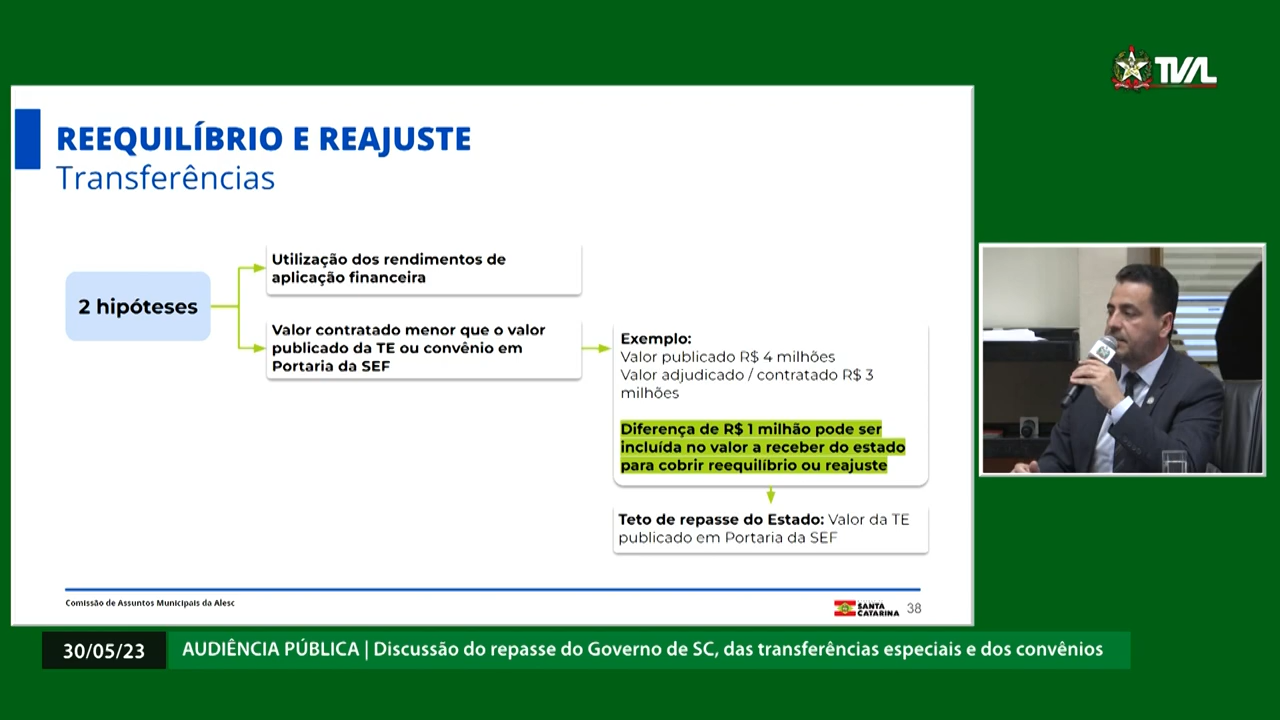 TVAL
REEQUILÍBRIO E REAJUSTE
Transferências
2 hipóteses
Utilização dos rendimentos de
aplicação financeira
Valor contratado menor que o valor
publicado da TE ou convênio em
Portaria da SEF
Exemplo:
Valor publicado R$ 4 milhões
Valor adjudicado / contratado R$ 3
milhões
Diferença de R$ 1 milhão pode ser
incluída no valor a receber do estado
para cobrir reequilíbrio ou reajuste
Teto de repasse do Estado: Valor da TE
publicado em Portaria da SEF
Comissão de Assuntos Municipais da Alesc
SANTA
CATARINA
38
30/05/23
AUDIÊNCIA PÚBLICA | Discussão do repasse do Governo de SC, das transferências especiais e dos convênios